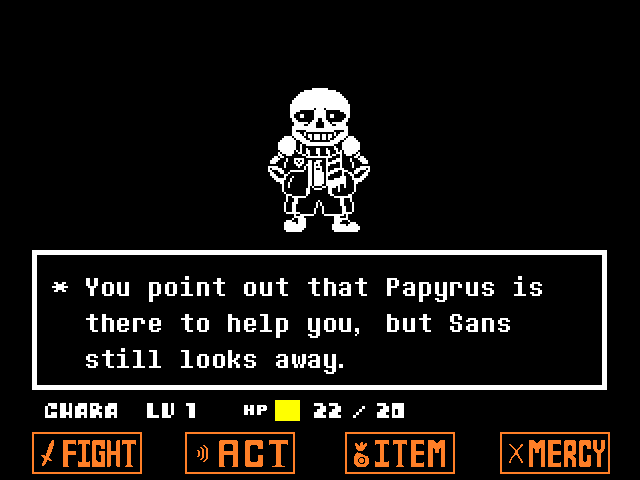 * You point out that Papyrus is
there to help you, but Sans
still looks away.
CHARA LV 1 HP 22 / 20
FIGHT ACT ITEM MERCY